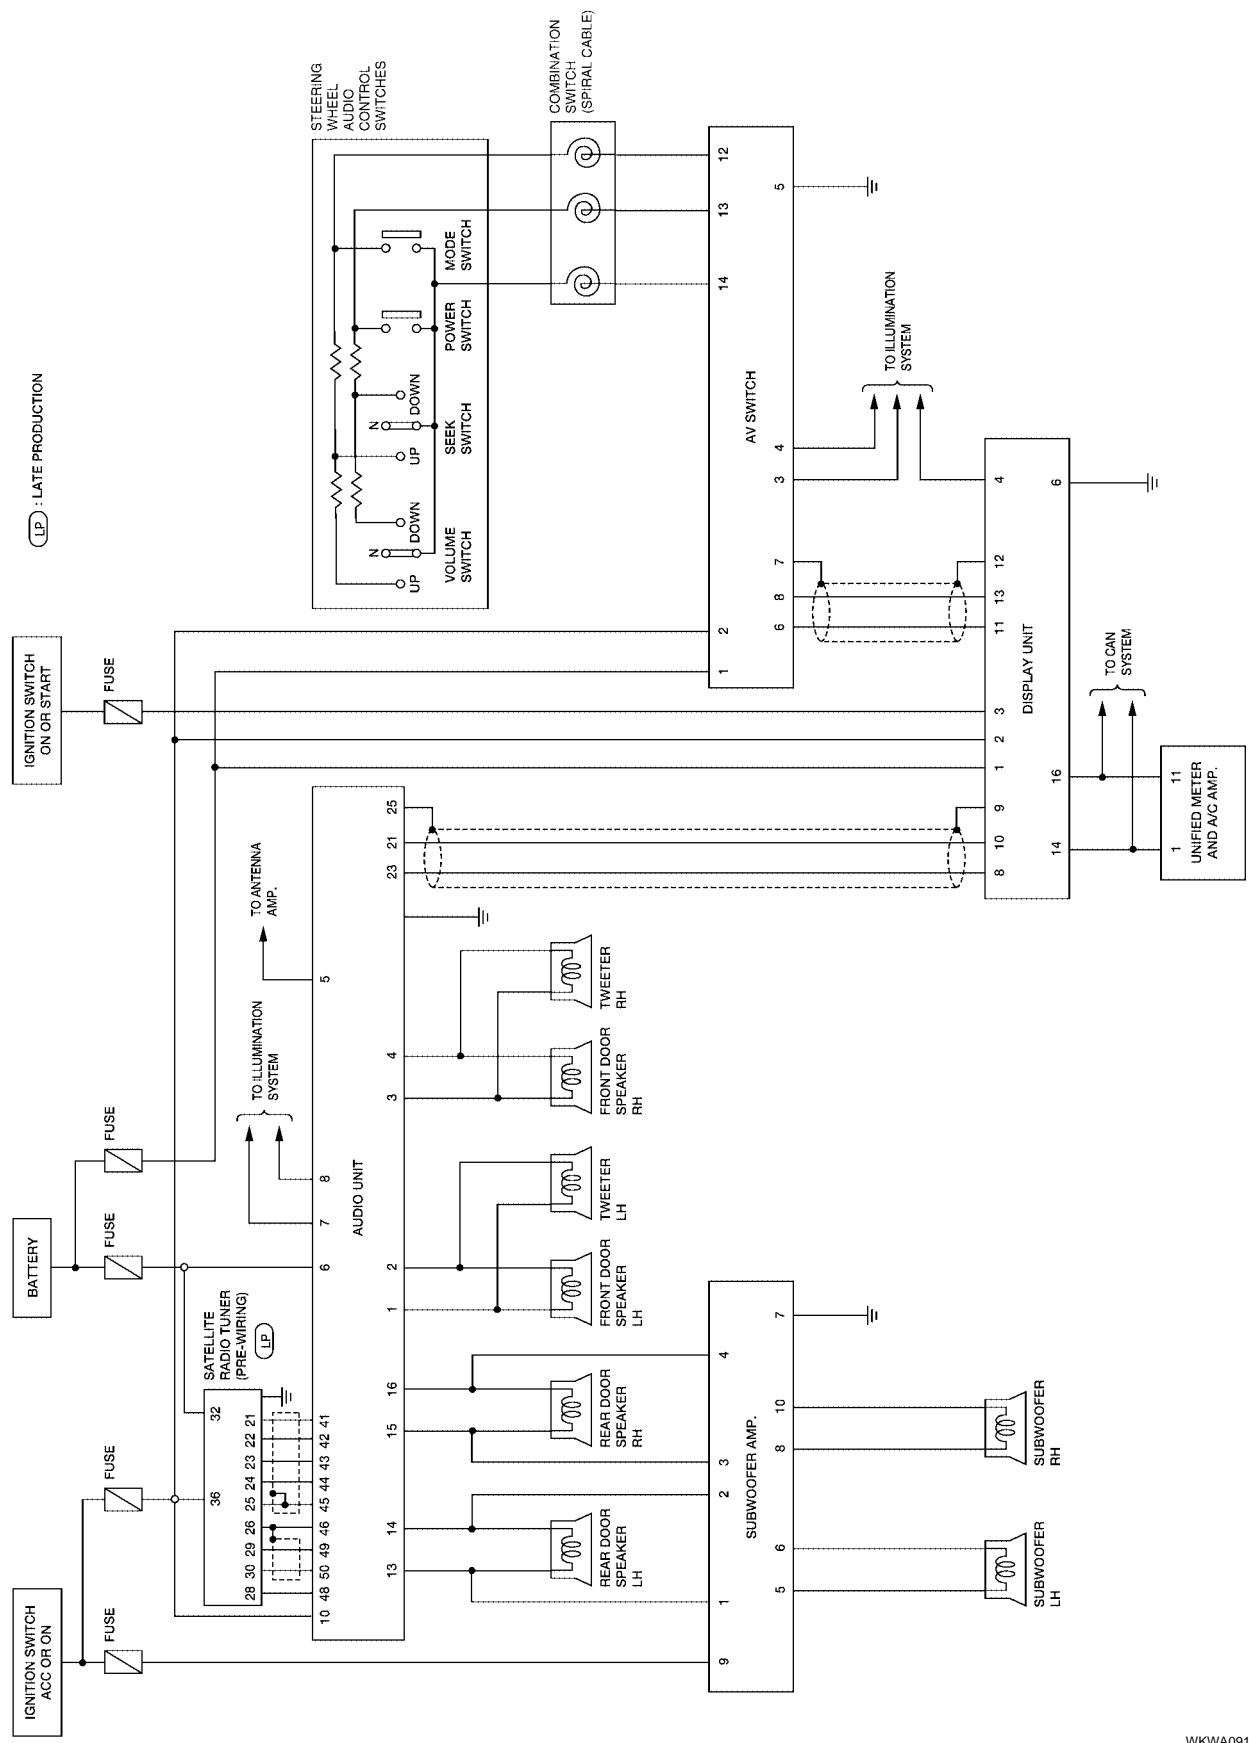 IGNITION SWITCH
ACC OR ON
BATTERY
IGNITION SWITCH
ON OR START
LP : LATE PRODUCTION
FUSE
FUSE
FUSE
FUSE
FUSE
SATELLITE
RADIO TUNER
(PRE-WIRING)
LP
36
32
28 30 29 26 25 24 23 22 21
TO ILLUMINATION
SYSTEM
TO ANTENNA
AMP.
10 48 50 49 46 45 44 43 42 41 6 7 8 5
AUDIO UNIT
13 14 15 16 1 2 3 4 23 21 25
STEERING
WHEEL
AUDIO
CONTROL
SWITCHES
UP
N
DOWN
VOLUME
SWITCH
UP
N
DOWN
SEEK
SWITCH
POWER
SWITCH
MODE
SWITCH
COMBINATION
SWITCH
(SPIRAL CABLE)
REAR DOOR
SPEAKER
LH
REAR DOOR
SPEAKER
RH
FRONT DOOR
SPEAKER
LH
TWEETER
LH
FRONT DOOR
SPEAKER
RH
TWEETER
RH
9 1 2 3 4
SUBWOOFER AMP.
5 6 8 10 7
1 2 14 13 12
AV SWITCH
6 8 7 3 4 5
TO ILLUMINATION
SYSTEM
8 10 9 1 2 3 11 13 12 4
DISPLAY UNIT
14 16 6
TO CAN
SYSTEM
1 11
UNIFIED METER
AND A/C AMP.
SUBWOOFER
LH
SUBWOOFER
RH